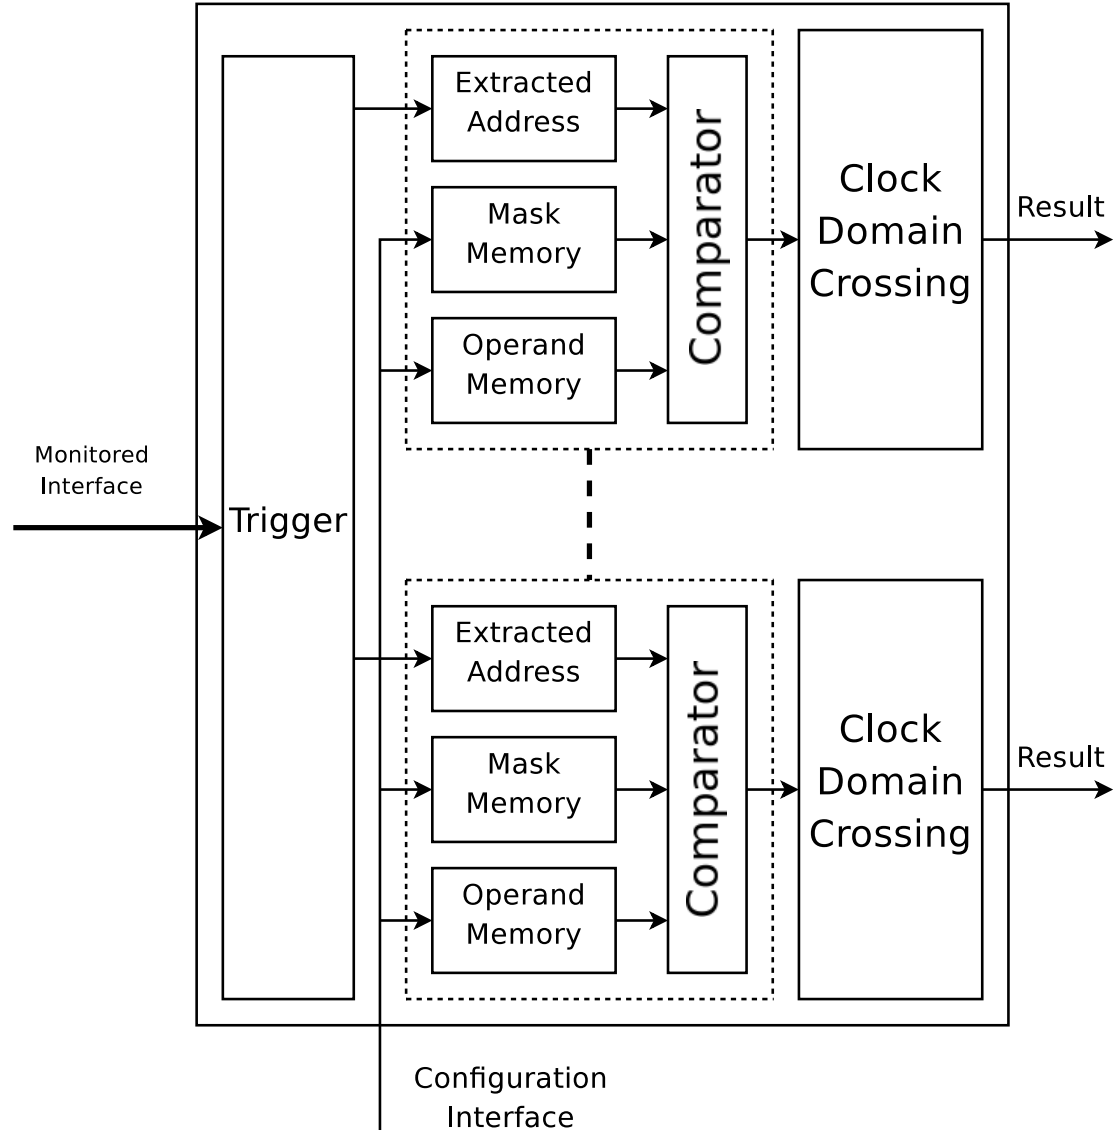 Extracted
Address
Mask
Memory
Operand
Memory
Comparator
Clock
Domain
Crossing
Result
Monitored
Interface
Trigger
Extracted
Address
Mask
Memory
Operand
Memory
Comparator
Clock
Domain
Crossing
Result
Configuration
Interface